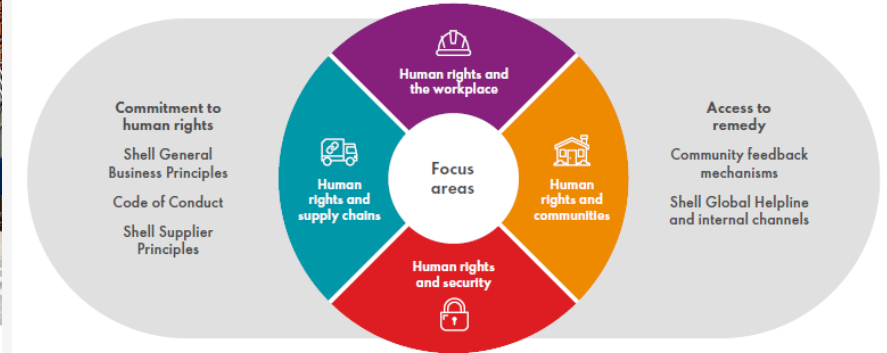 Commitment to
human rights
Shell General
Business Principles
Code of Conduct
Shell Supplier
Principles
Human rights and
the workplace
Human
rights and
supply chains
Focus
areas
Human
rights and
communities
Human rights
and security
Access to
remedy
Community feedback
mechanisms
Shell Global Helpline
and internal channels